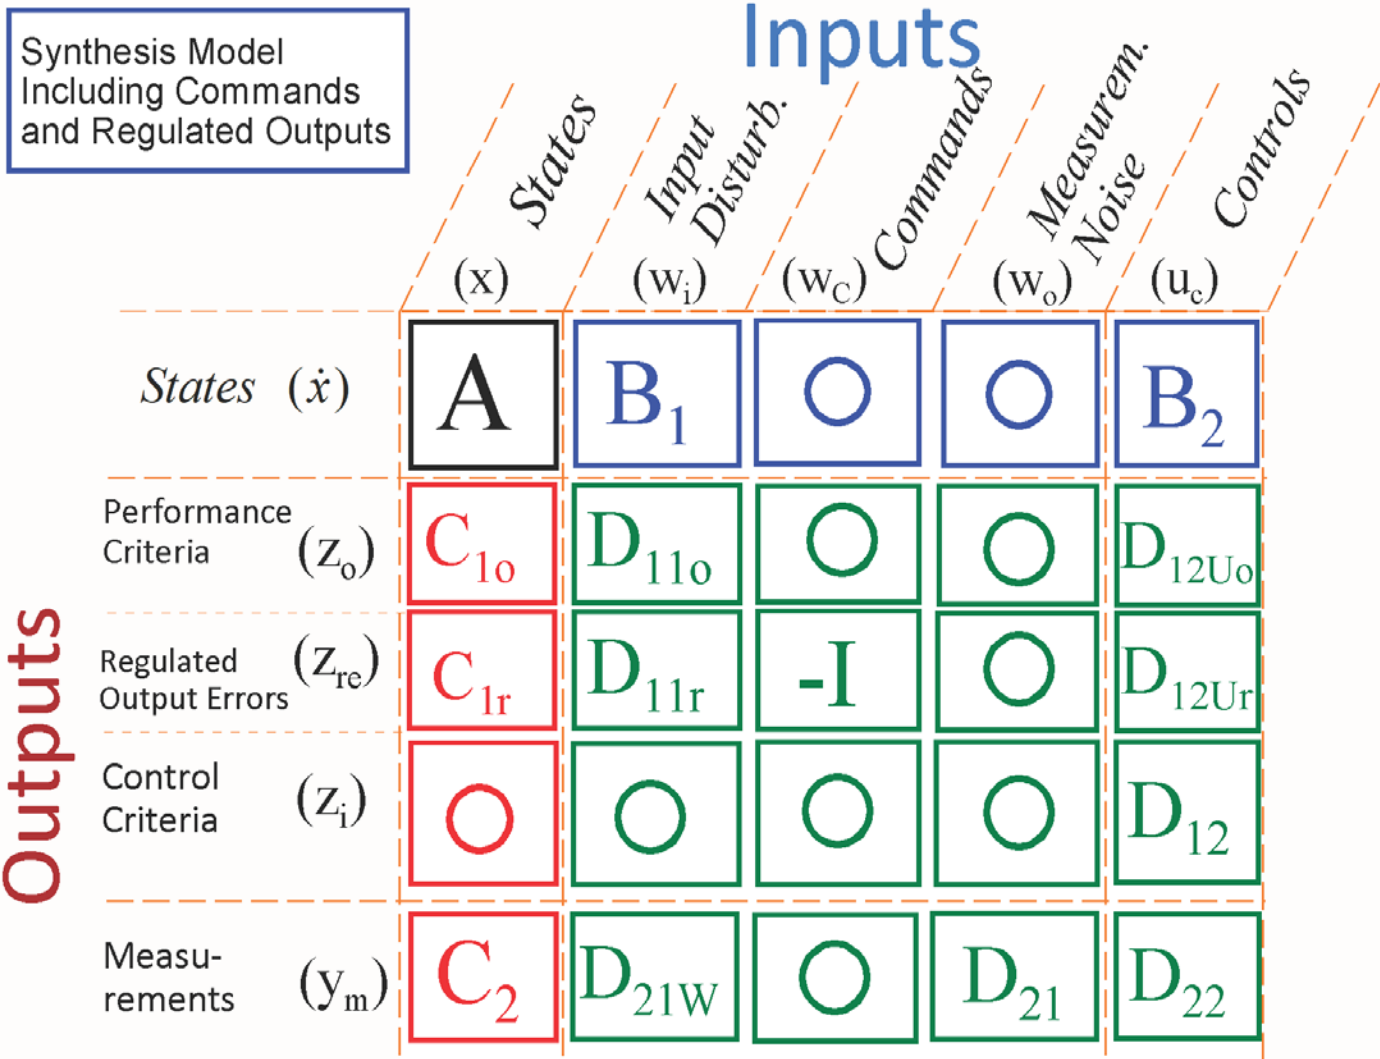 Synthesis Model
Including Commands
and Regulated Outputs
Inputs
States
Input
Disturb.
Commands
Measurem.
Noise
Controls
(x) (wi) (wC) (wo) (uc)
States (ẋ) A B1 O O B2
Outputs
Performance
Criteria (zo) C1o D11o O O D12Uo
Regulated
Output Errors (zre) C1r D11r -I O D12Ur
Control
Criteria (zi) O O O O D12
Measu-
rements (ym) C2 D21W O D21 D22